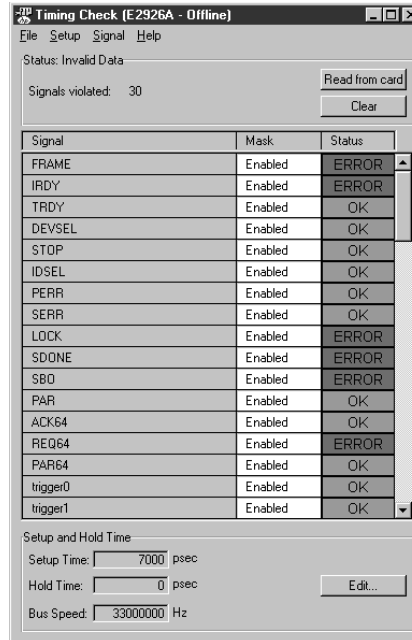 Timing Check (E2926A - Offline)
File Setup Signal Help
Status: Invalid Data
Signals violated: 30
Read from card
Clear
Signal Mask Status
FRAME Enabled ERROR
IRDY Enabled ERROR
TRDY Enabled OK
DEVSEL Enabled OK
STOP Enabled OK
IDSEL Enabled OK
PERR Enabled OK
SERR Enabled OK
LOCK Enabled ERROR
SDONE Enabled ERROR
SBO Enabled ERROR
PAR Enabled OK
ACK64 Enabled OK
REQ64 Enabled ERROR
PAR64 Enabled OK
trigger0 Enabled OK
trigger1 Enabled OK
Setup and Hold Time
Setup Time: 7000 psec
Hold Time: 0 psec
Edit...
Bus Speed: 33000000 Hz